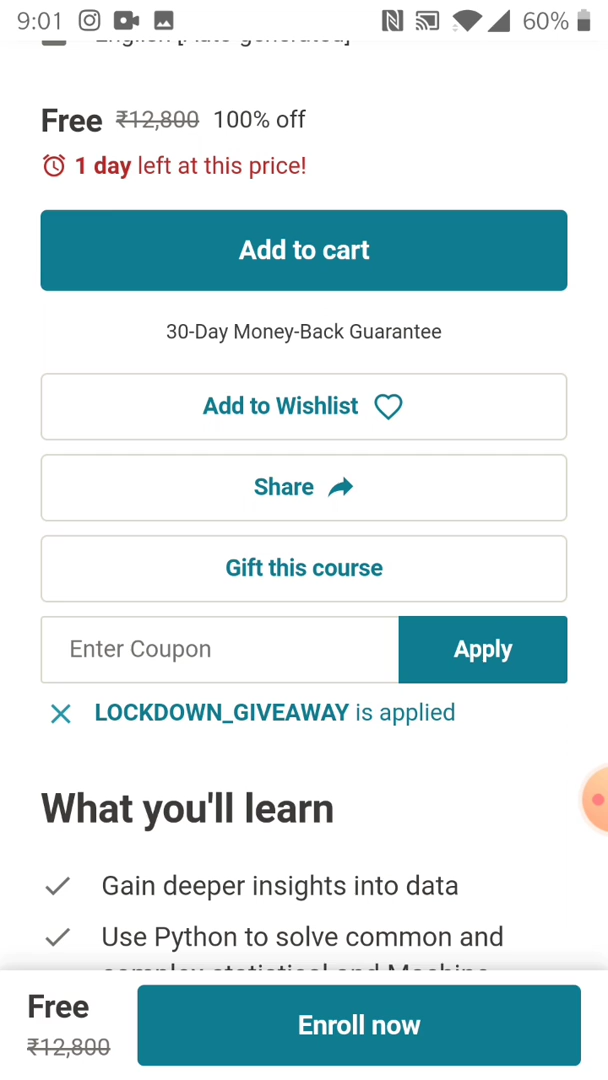 9:01 60%
Free ₹12,800 100% off
1 day left at this price!
Add to cart
30-Day Money-Back Guarantee
Add to Wishlist
Share
Gift this course
Enter Coupon Apply
LOCKDOWN_GIVEAWAY is applied
What you'll learn
Gain deeper insights into data
Use Python to solve common and
Free
₹12,800
Enroll now